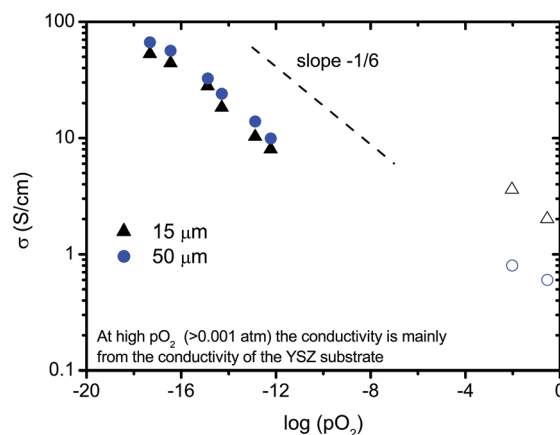 100
10
1
0.1
σ (S/cm)
slope -1/6
15 μm
50 μm
At high pO₂ (>0.001 atm) the conductivity is mainly
from the conductivity of the YSZ substrate
-20 -16 -12 -8 -4 0
log (pO₂)